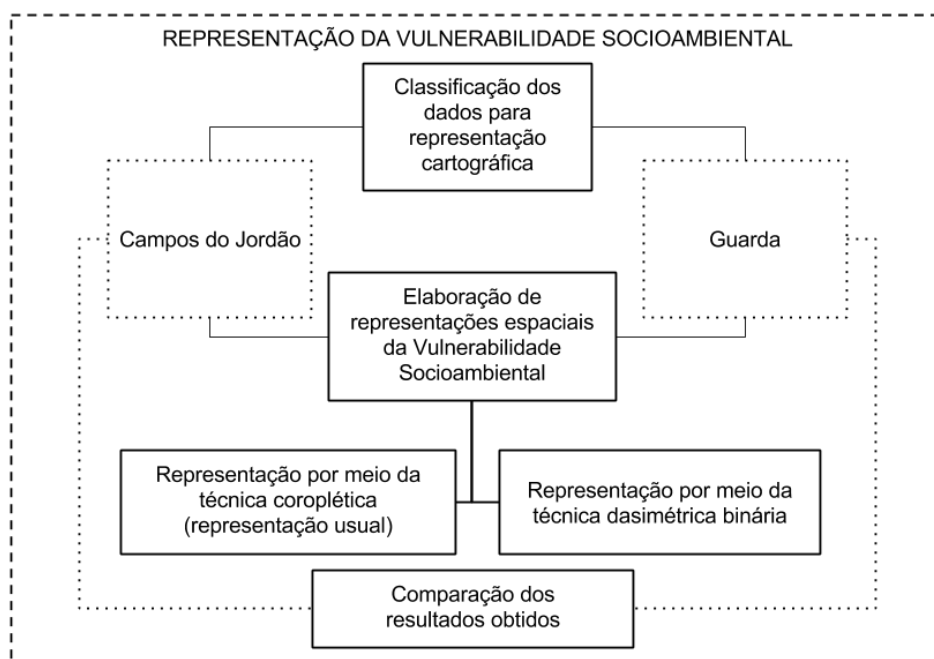 REPRESENTAÇÃO DA VULNERABILIDADE SOCIOAMBIENTAL
Classificação dos
dados para
representação
cartográfica
Campos do Jordão
Guarda
Elaboração de
representações espaciais
da Vulnerabilidade
Socioambiental
Representação por meio da
técnica coroplética
(representação usual)
Representação por meio da
técnica dasimétrica binária
Comparação dos
resultados obtidos